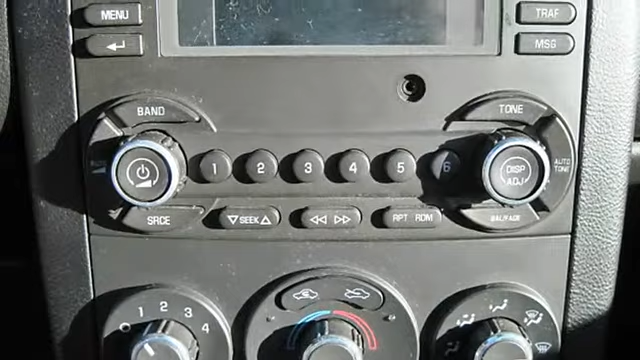 MENU
TRAF
MSG
BAND
TONE
AUTO
TONE
1 2 3 4 5 6
DISP
ADJ
SRCE
SEEK
RPT RDM
BAL/FADE
0 1 2 3 4